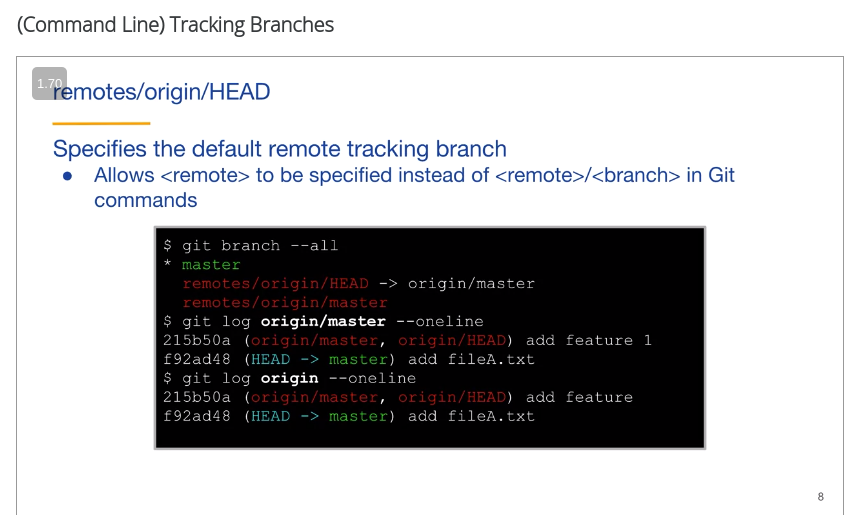 (Command Line) Tracking Branches
1.70
remotes/origin/HEAD
Specifies the default remote tracking branch
● Allows <remote> to be specified instead of <remote>/<branch> in Git
commands
$ git branch --all
* master
remotes/origin/HEAD -> origin/master
remotes/origin/master
$ git log origin/master --oneline
215b50a (origin/master, origin/HEAD) add feature 1
f92ad48 (HEAD -> master) add fileA.txt
$ git log origin --oneline
215b50a (origin/master, origin/HEAD) add feature
f92ad48 (HEAD -> master) add fileA.txt
8